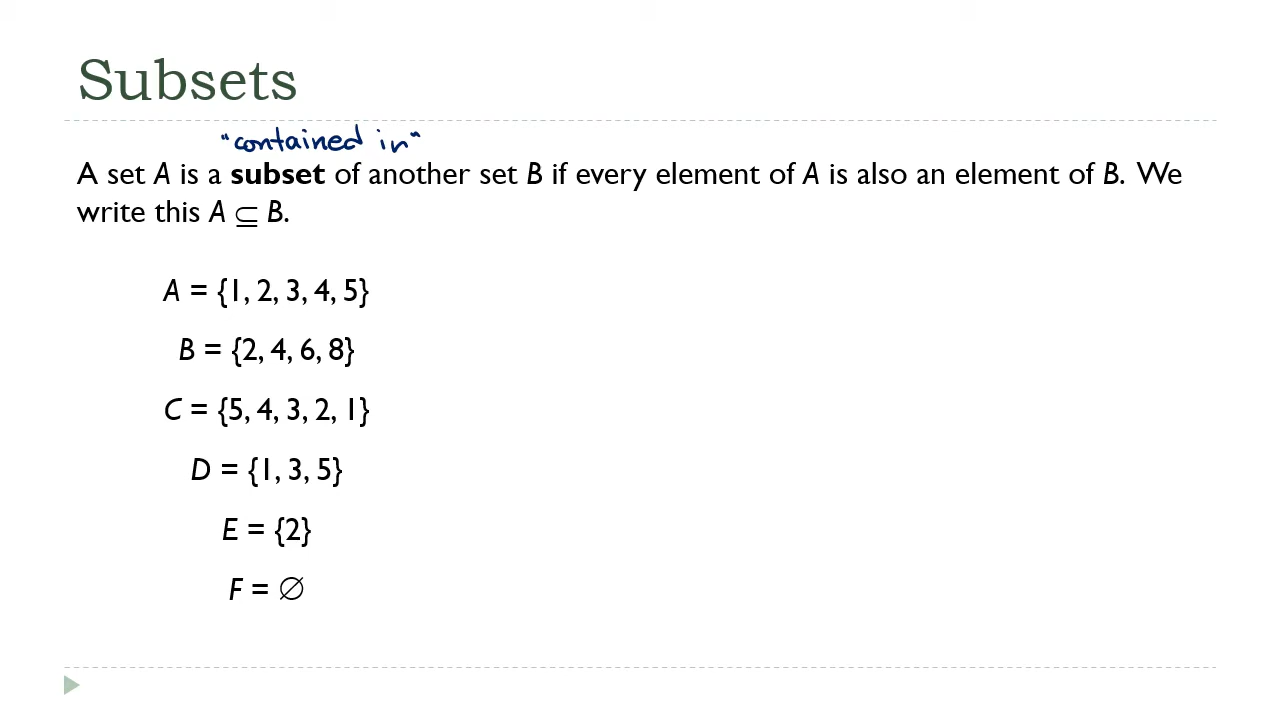 Subsets
"contained in"
A set A is a subset of another set B if every element of A is also an element of B. We
write this A ⊆ B.
A = {1, 2, 3, 4, 5}
B = {2, 4, 6, 8}
C = {5, 4, 3, 2, 1}
D = {1, 3, 5}
E = {2}
F = ∅